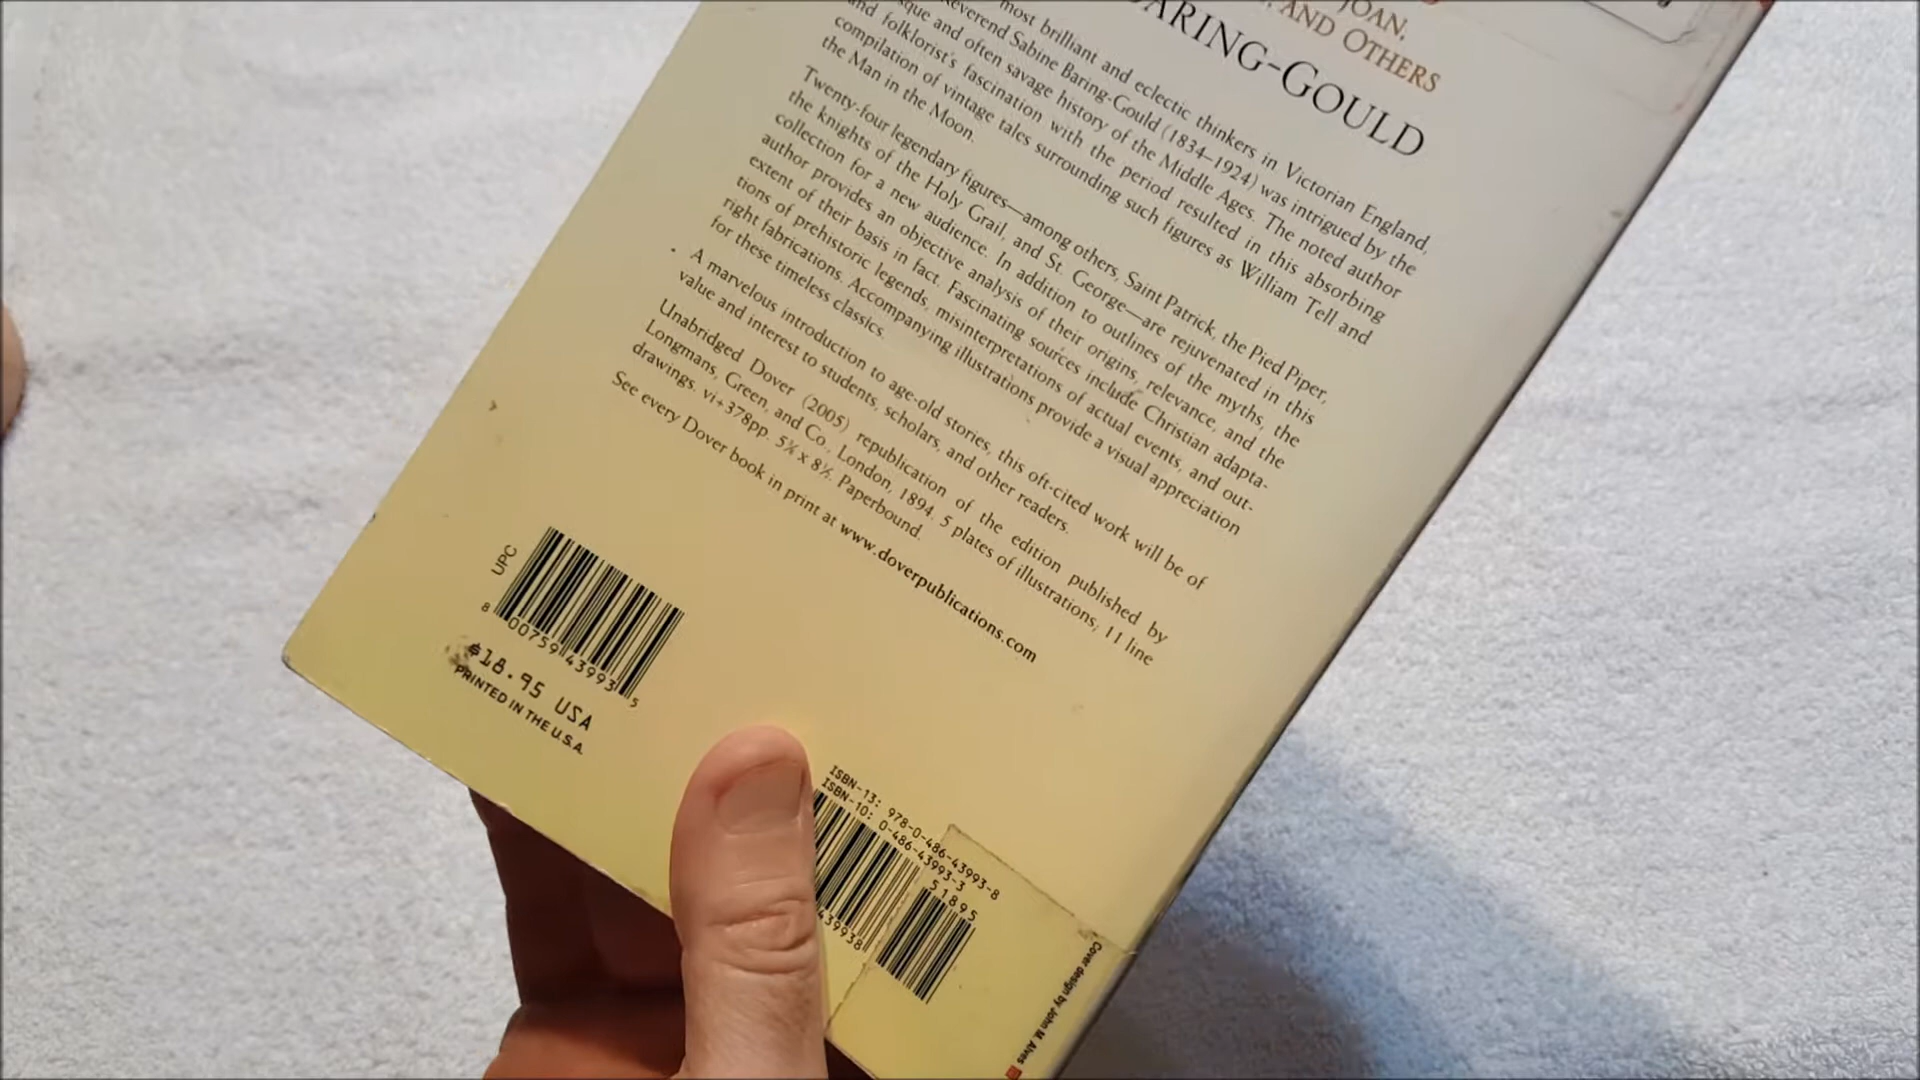 JOAN,
, AND OTHERS
BARING-GOULD
most brilliant and eclectic thinkers in Victorian England,
Reverend Sabine Baring-Gould (1834–1924) was intrigued by the
sque and often savage history of the Middle Ages. The noted author
and folklorist's fascination with the period resulted in this absorbing
compilation of vintage tales surrounding such figures as William Tell and
the Man in the Moon.
Twenty-four legendary figures—among others, Saint Patrick, the Pied Piper,
the knights of the Holy Grail, and St. George—are rejuvenated in this
collection for a new audience. In addition to outlines of the myths, the
author provides an objective analysis of their origins, relevance, and the
extent of their basis in fact. Fascinating sources include Christian adapta-
tions of prehistoric legends, misinterpretations of actual events, and out-
right fabrications. Accompanying illustrations provide a visual appreciation
for these timeless classics.
A marvelous introduction to age-old stories, this oft-cited work will be of
value and interest to students, scholars, and other readers.
Unabridged Dover (2005) republication of the edition published by
Longmans, Green, and Co., London, 1894. 5 plates of illustrations, 11 line
drawings. vi+378pp. 5⅜ x 8½. Paperbound.
See every Dover book in print at www.doverpublications.com
UPC
8 00759 43993 5
$18.95 USA
PRINTED IN THE U.S.A.
ISBN-13: 978-0-486-43993-8
ISBN-10: 0-486-43993-3
51895
439938
Cover design by John M. Alves